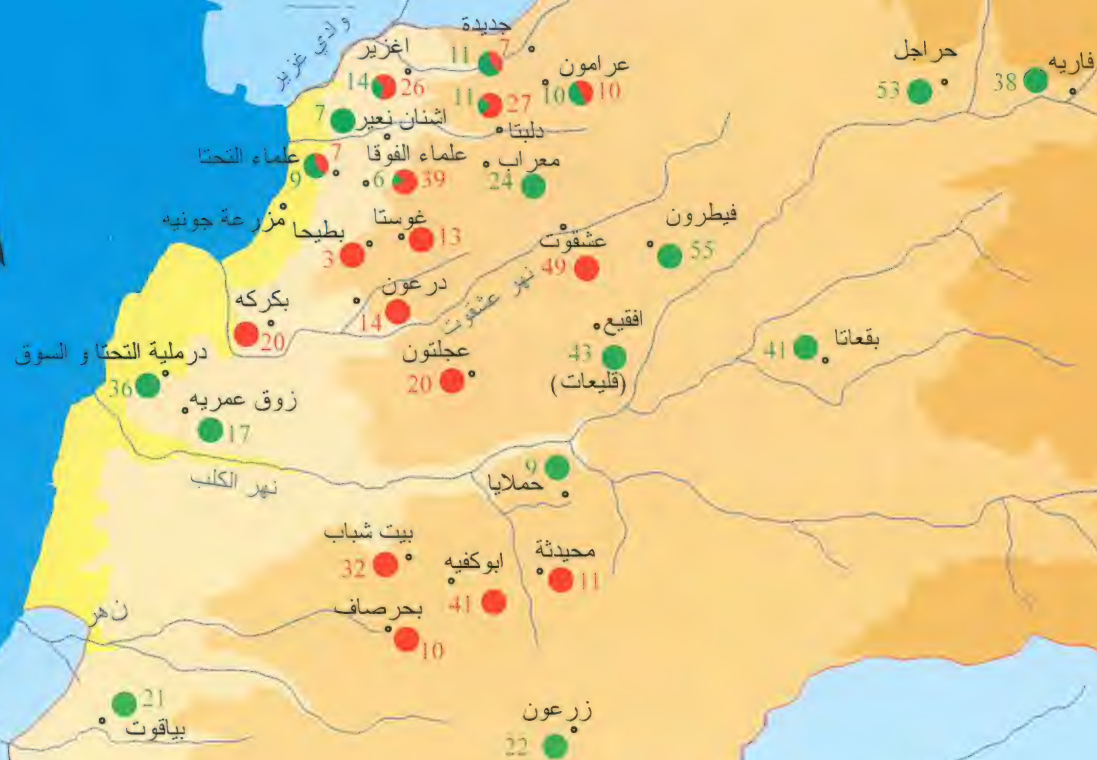 جديدة
7
11
وادي غزير
اغزير
14
26
عرامون
10
10
11
27
دلبتا
حراجل
53
فاريه
38
7
اشنان نعير
علماء التحتا
7
9
علماء الفوقا
6
39
معراب
24
مزرعة جونيه
بطيحا
3
غوستا
13
عشقوت
49
فيطرون
55
نهر عشقوت
درعون
14
بكركه
20
افقيع
43
(قليعات)
بقعاتا
41
عجلتون
20
درملية التحتا و السوق
36
زوق عمريه
17
نهر الكلب
9
حملايا
بيت شباب
32
ابوكفيه
41
محيدثة
11
بحرصاف
10
نهر
21
بياقوت
زرعون
22